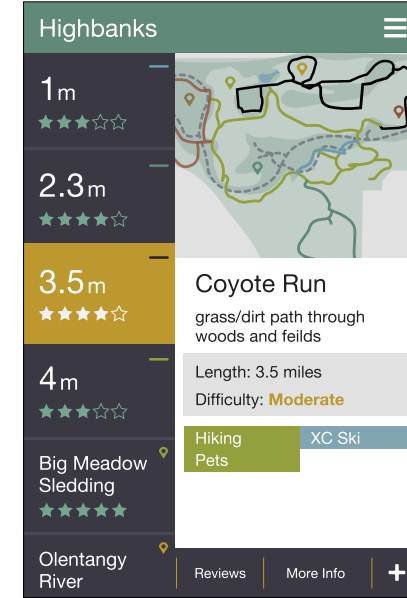 Highbanks
1m
2.3m
3.5m
4m
Big Meadow
Sledding
Olentangy
River
Coyote Run
grass/dirt path through
woods and feilds
Length: 3.5 miles
Difficulty: Moderate
Hiking
Pets
XC Ski
Reviews
More Info